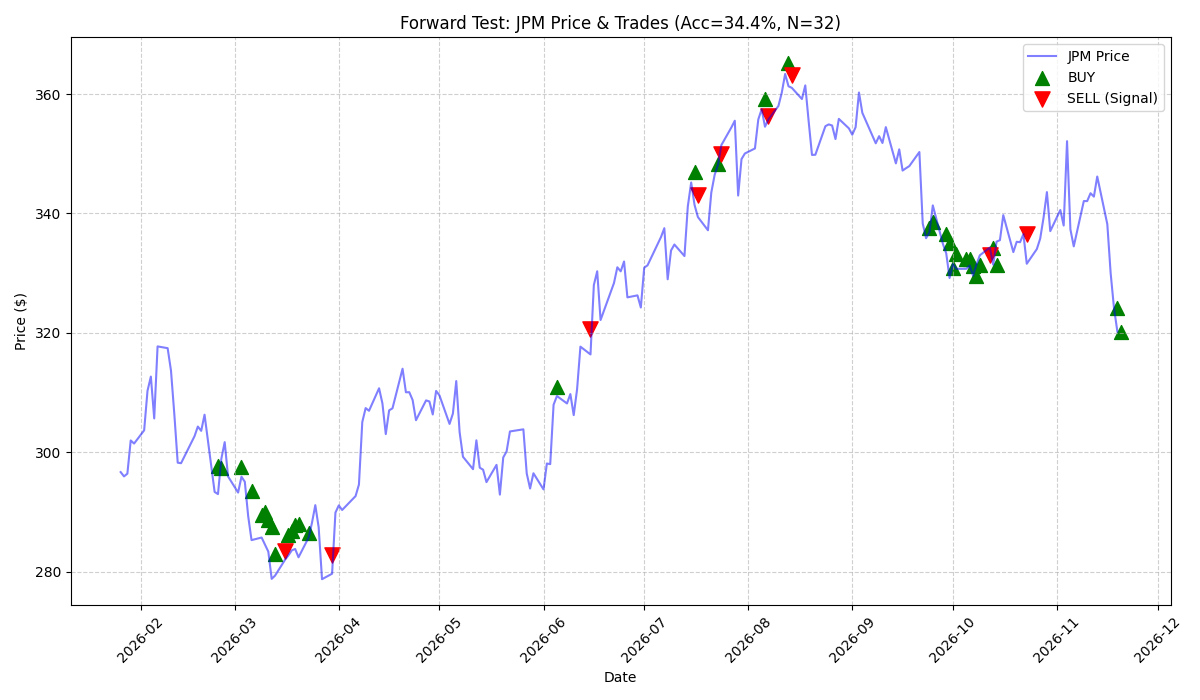 Forward Test: JPM Price & Trades (Acc=34.4%, N=32)
JPM Price
BUY
SELL (Signal)
Price ($)
360
340
320
300
280
2026-02
2026-03
2026-04
2026-05
2026-06
2026-07
2026-08
2026-09
2026-10
2026-11
2026-12
Date